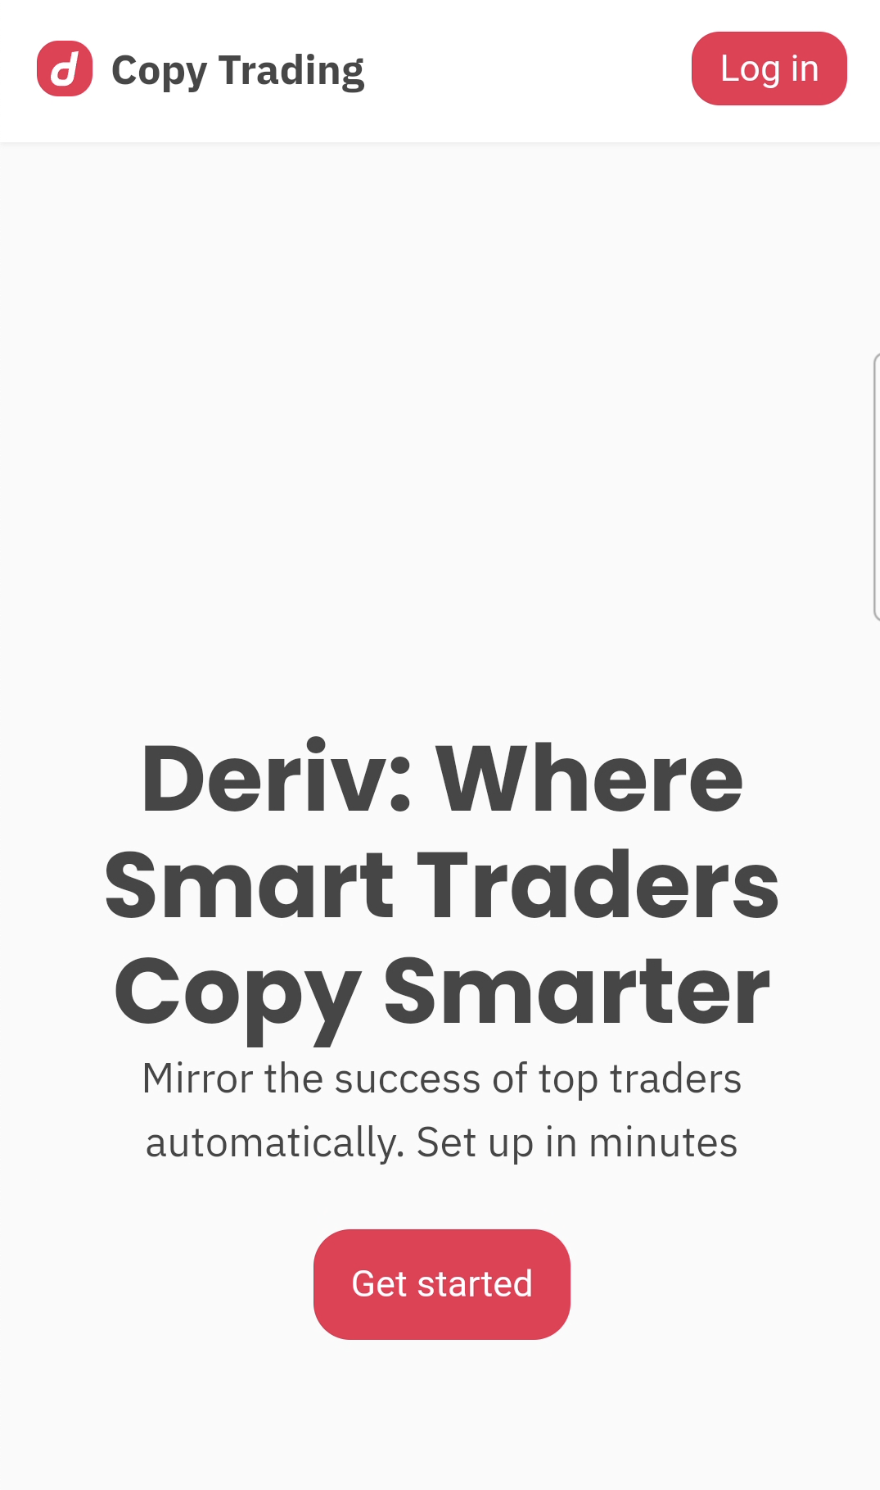 Copy Trading
Log in
Deriv: Where
Smart Traders
Copy Smarter
Mirror the success of top traders
automatically. Set up in minutes
Get started